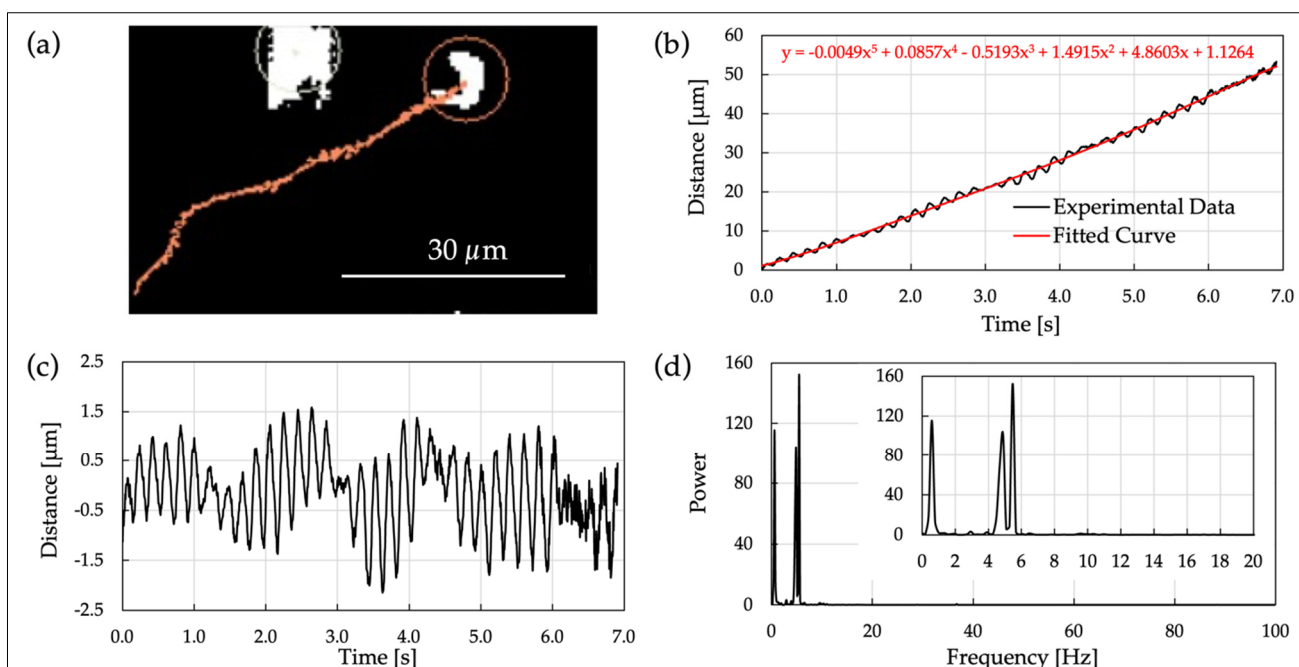 (a)
30 μm
(b)
y = -0.0049x⁵ + 0.0857x⁴ - 0.5193x³ + 1.4915x² + 4.8603x + 1.1264
60
50
40
30
20
10
0
Distance [μm]
Experimental Data
Fitted Curve
0.0 1.0 2.0 3.0 4.0 5.0 6.0 7.0
Time [s]
(c)
2.5
1.5
0.5
-0.5
-1.5
-2.5
Distance [μm]
0.0 1.0 2.0 3.0 4.0 5.0 6.0 7.0
Time [s]
(d)
160
120
80
40
0
Power
160
120
80
40
0
0 2 4 6 8 10 12 14 16 18 20
0 20 40 60 80 100
Frequency [Hz]